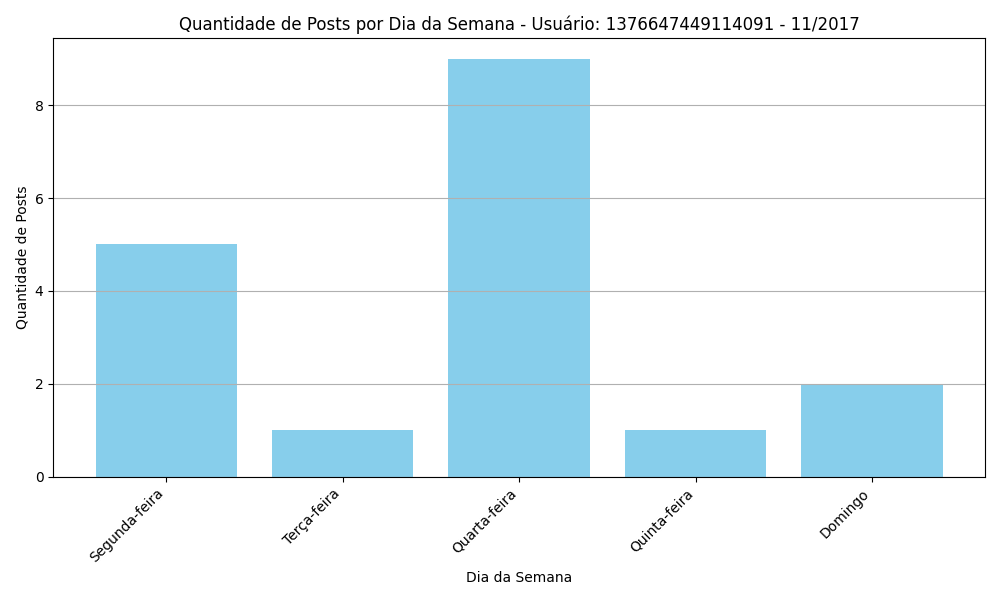 Quantidade de Posts por Dia da Semana - Usuário: 1376647449114091 - 11/2017
Quantidade de Posts
8
6
4
2
0
Segunda-feira
Terça-feira
Quarta-feira
Quinta-feira
Domingo
Dia da Semana